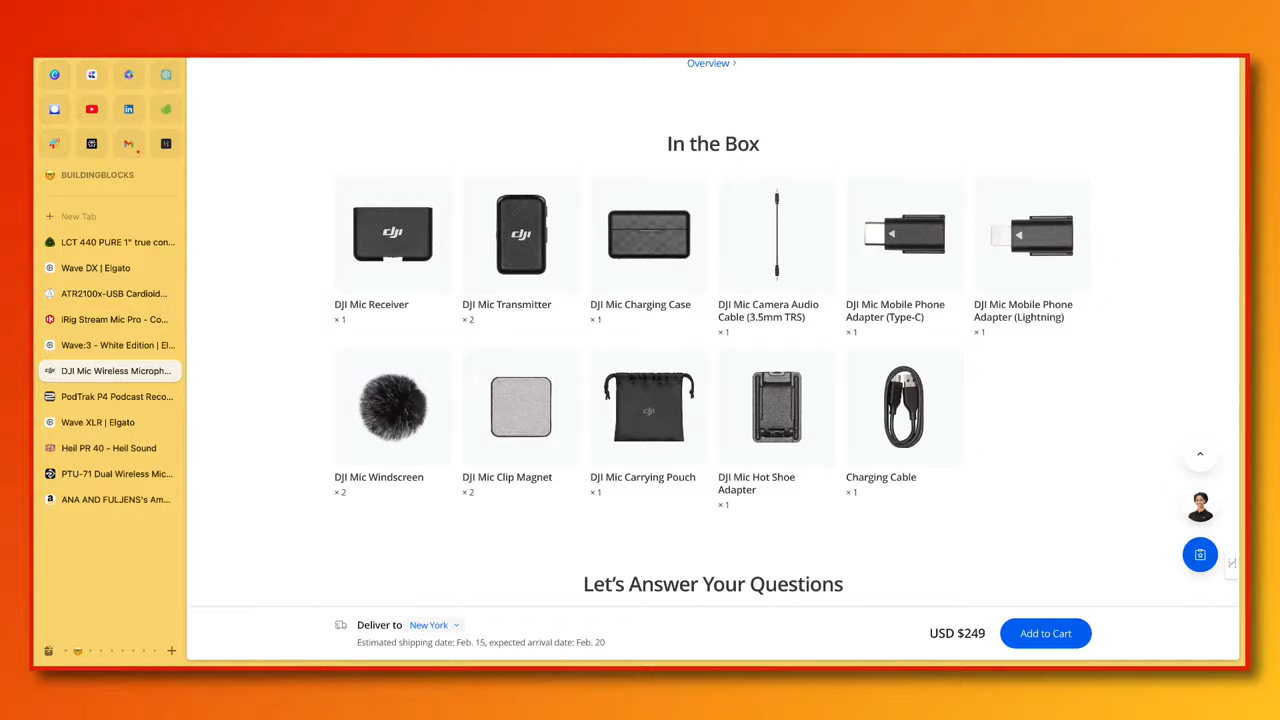 BUILDINGBLOCKS
New Tab
LCT 440 PURE 1" true con...
Wave DX | Elgato
ATR2100x-USB Cardioid...
iRig Stream Mic Pro - Co...
Wave:3 - White Edition | El...
DJI Mic Wireless Microph...
PodTrak P4 Podcast Reco...
Wave XLR | Elgato
Heil PR 40 - Heil Sound
PTU-71 Dual Wireless Mic...
ANA AND FULJENS's Am...
Overview >
In the Box
DJI Mic Receiver
× 1
DJI Mic Transmitter
× 2
DJI Mic Charging Case
× 1
DJI Mic Camera Audio
Cable (3.5mm TRS)
× 1
DJI Mic Mobile Phone
Adapter (Type-C)
× 1
DJI Mic Mobile Phone
Adapter (Lightning)
× 1
DJI Mic Windscreen
× 2
DJI Mic Clip Magnet
× 2
DJI Mic Carrying Pouch
× 1
DJI Mic Hot Shoe
Adapter
× 1
Charging Cable
× 1
Let's Answer Your Questions
Deliver to New York
Estimated shipping date: Feb. 15, expected arrival date: Feb. 20
USD $249
Add to Cart